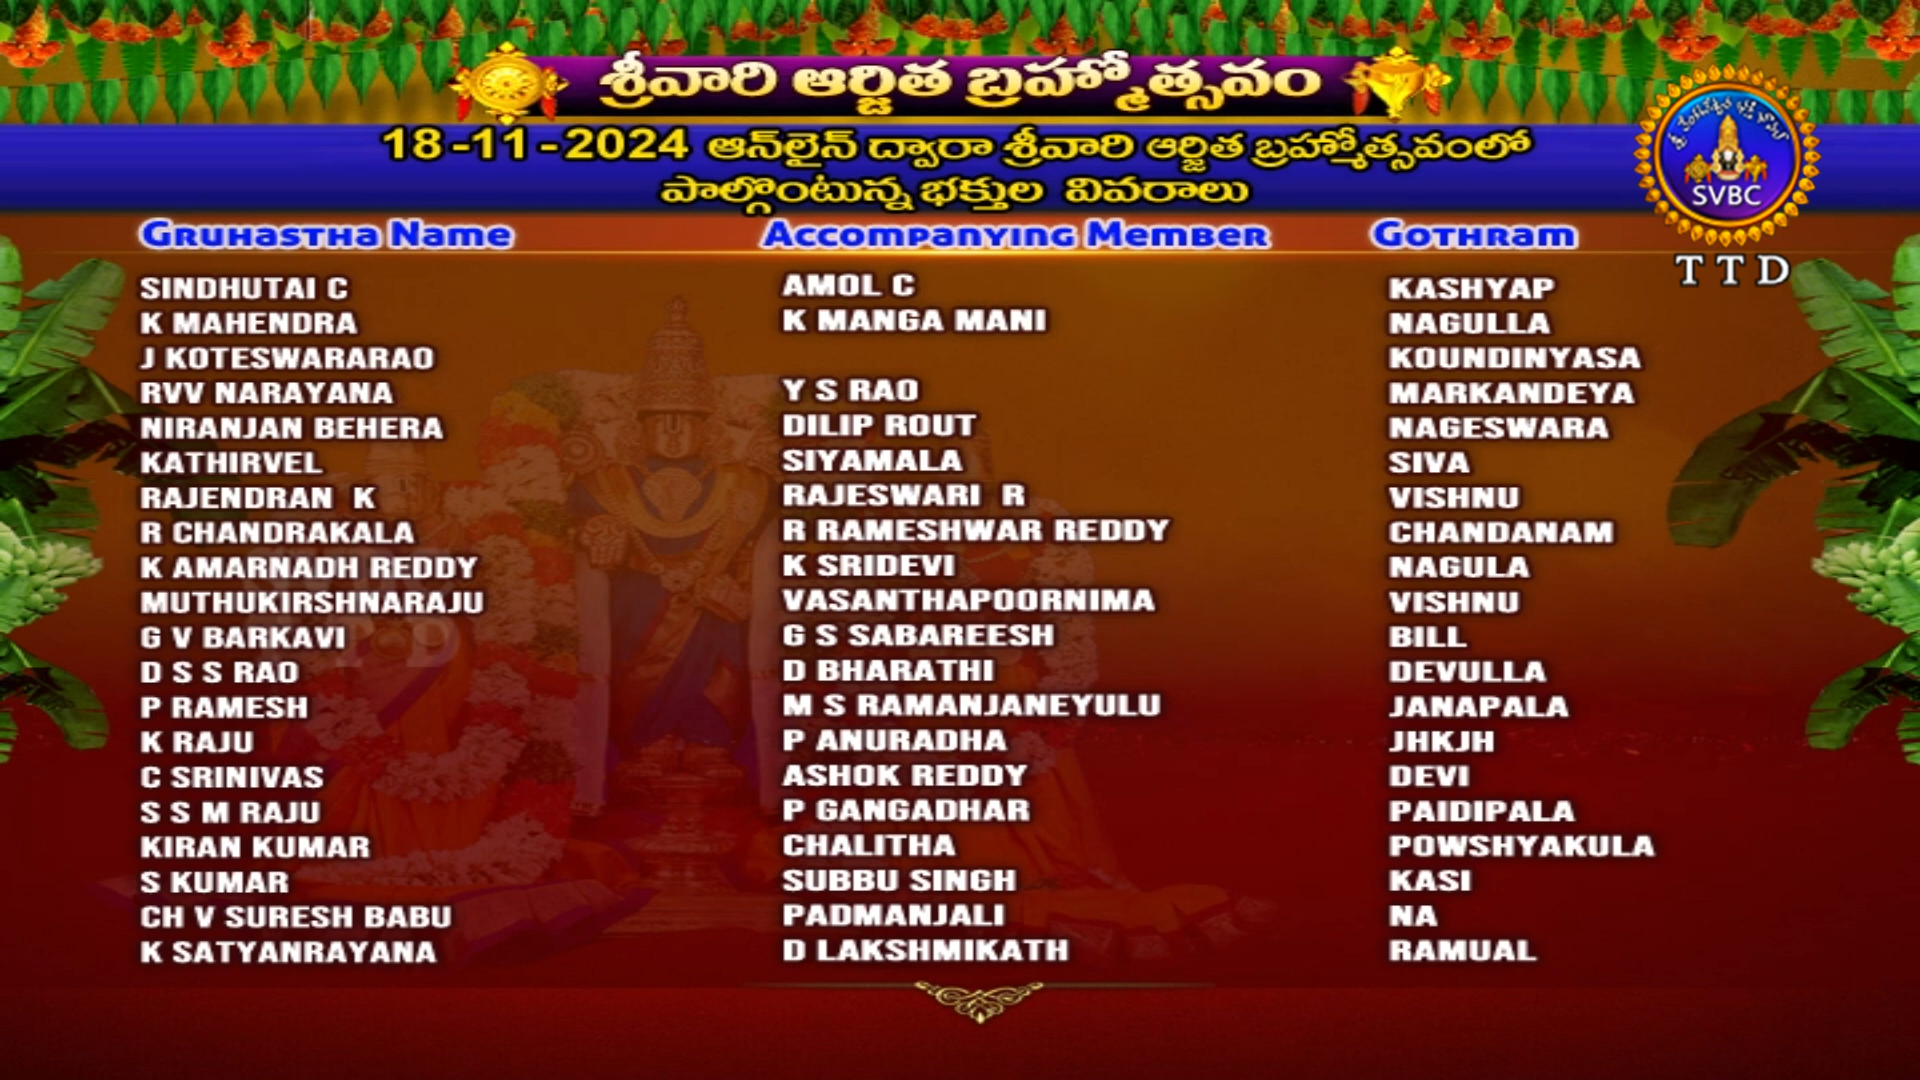 శ్రీవారి ఆర్జిత బ్రహ్మోత్సవం
18-11-2024 ఆన్‌లైన్ ద్వారా శ్రీవారి ఆర్జిత బ్రహ్మోత్సవంలో
పాల్గొంటున్న భక్తుల వివరాలు
శ్రీ వేంకటేశ్వర భక్తి ఛానల్
SVBC
TTD
Gruhastha Name Accompanying Member Gothram
SINDHUTAI C AMOL C KASHYAP
K MAHENDRA K MANGA MANI NAGULLA
J KOTESWARARAO KOUNDINYASA
RVV NARAYANA Y S RAO MARKANDEYA
NIRANJAN BEHERA DILIP ROUT NAGESWARA
KATHIRVEL SIYAMALA SIVA
RAJENDRAN K RAJESWARI R VISHNU
R CHANDRAKALA R RAMESHWAR REDDY CHANDANAM
K AMARNADH REDDY K SRIDEVI NAGULA
MUTHUKIRSHNARAJU VASANTHAPOORNIMA VISHNU
G V BARKAVI G S SABAREESH BILL
D S S RAO D BHARATHI DEVULLA
P RAMESH M S RAMANJANEYULU JANAPALA
K RAJU P ANURADHA JHKJH
C SRINIVAS ASHOK REDDY DEVI
S S M RAJU P GANGADHAR PAIDIPALA
KIRAN KUMAR CHALITHA POWSHYAKULA
S KUMAR SUBBU SINGH KASI
CH V SURESH BABU PADMANJALI NA
K SATYANRAYANA D LAKSHMIKATH RAMUAL